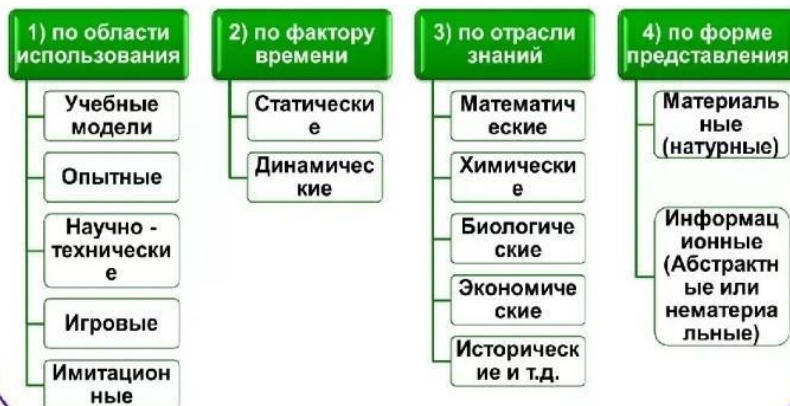 1) по области
использования
Учебные
модели
Опытные
Научно -
технически
е
Игровые
Имитацион
ные
2) по фактору
времени
Статически
е
Динамичес
кие
3) по отрасли
знаний
Математич
еские
Химически
е
Биологиче
ские
Экономиче
ские
Историческ
ие и т.д.
4) по форме
представления
Материаль
ные
(натурные)
Информац
ионные
(Абстрактн
ые или
нематериа
льные)